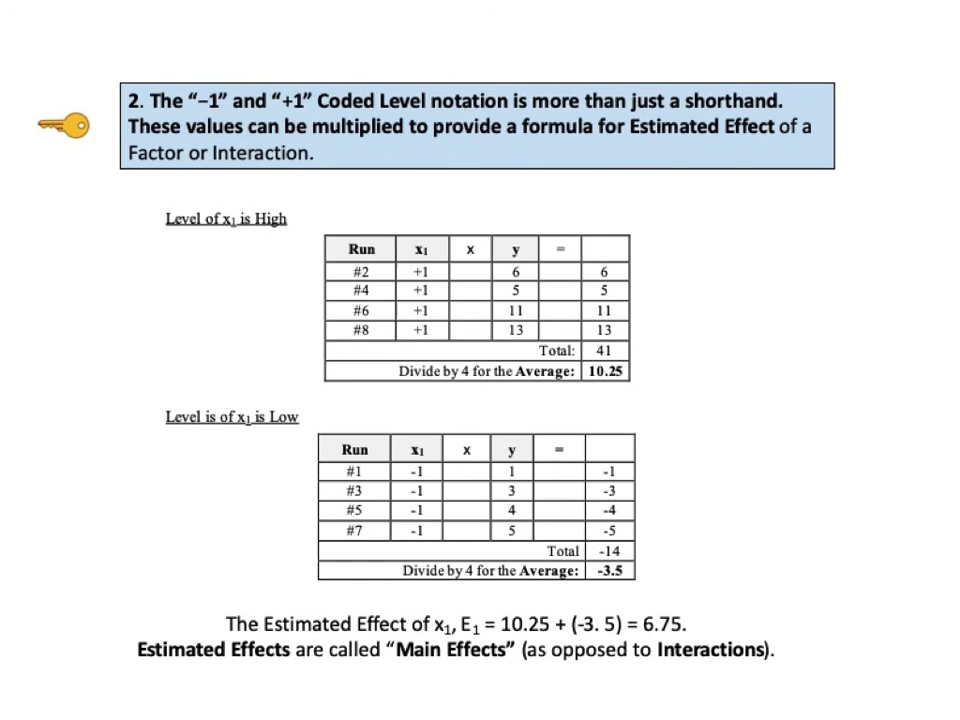 2. The “−1” and “+1” Coded Level notation is more than just a shorthand.
These values can be multiplied to provide a formula for Estimated Effect of a
Factor or Interaction.
Level of x₁ is High
Run x₁ x y =
#2 +1 6 6
#4 +1 5 5
#6 +1 11 11
#8 +1 13 13
Total: 41
Divide by 4 for the Average: 10.25
Level is of x₁ is Low
Run x₁ x y =
#1 -1 1 -1
#3 -1 3 -3
#5 -1 4 -4
#7 -1 5 -5
Total -14
Divide by 4 for the Average: -3.5
The Estimated Effect of x₁, E₁ = 10.25 + (-3. 5) = 6.75.
Estimated Effects are called “Main Effects” (as opposed to Interactions).